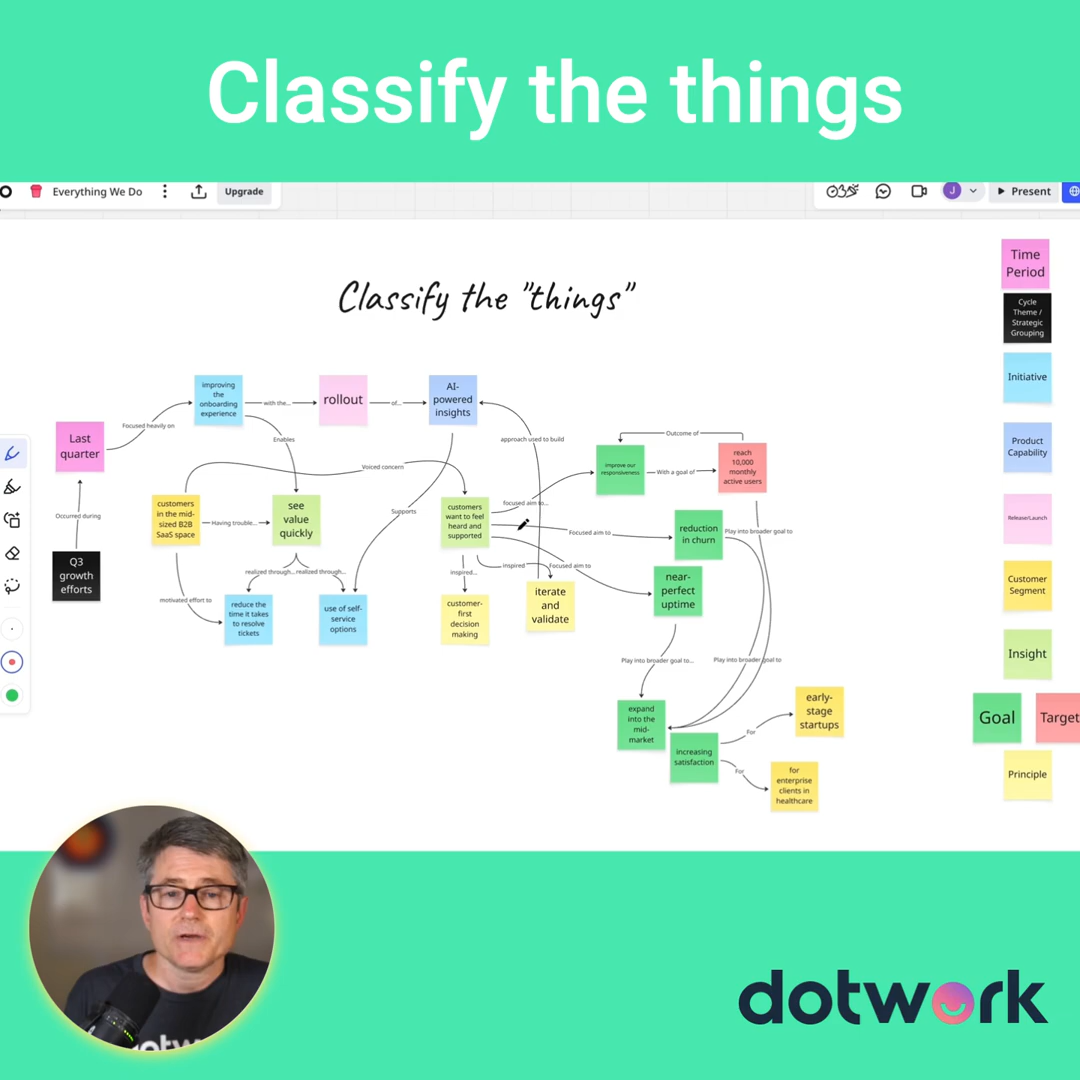 Classify the things
Everything We Do
Upgrade
J
Present
Classify the "things"
Time
Period
Cycle
Theme /
Strategic
Grouping
Initiative
Product
Capability
Release/Launch
Customer
Segment
Insight
Goal
Target
Principle
Last
quarter
Focused heavily on
Occurred during
Q3
growth
efforts
improving
the
onboarding
experience
with the...
rollout
of...
AI-
powered
insights
Enables
Voiced concern
customers
in the mid-
sized B2B
SaaS space
Having trouble...
see
value
quickly
Supports
realized through...
realized through...
motivated effort to
reduce the
time it takes
to resolve
tickets
use of self-
service
options
approach used to build
customers
want to feel
heard and
supported
focused aim to...
Focused aim to
Focused aim to
inspired...
inspired
customer-
first
decision
making
iterate
and
validate
Outcome of
improve our
responsiveness
With a goal of
reach
10,000
monthly
active users
reduction
in churn
Play into broader goal to
near-
perfect
uptime
Play into broader goal to...
Play into broader goal to
expand
into the
mid-
market
increasing
satisfaction
For
For
early-
stage
startups
for
enterprise
clients in
healthcare
dotwork